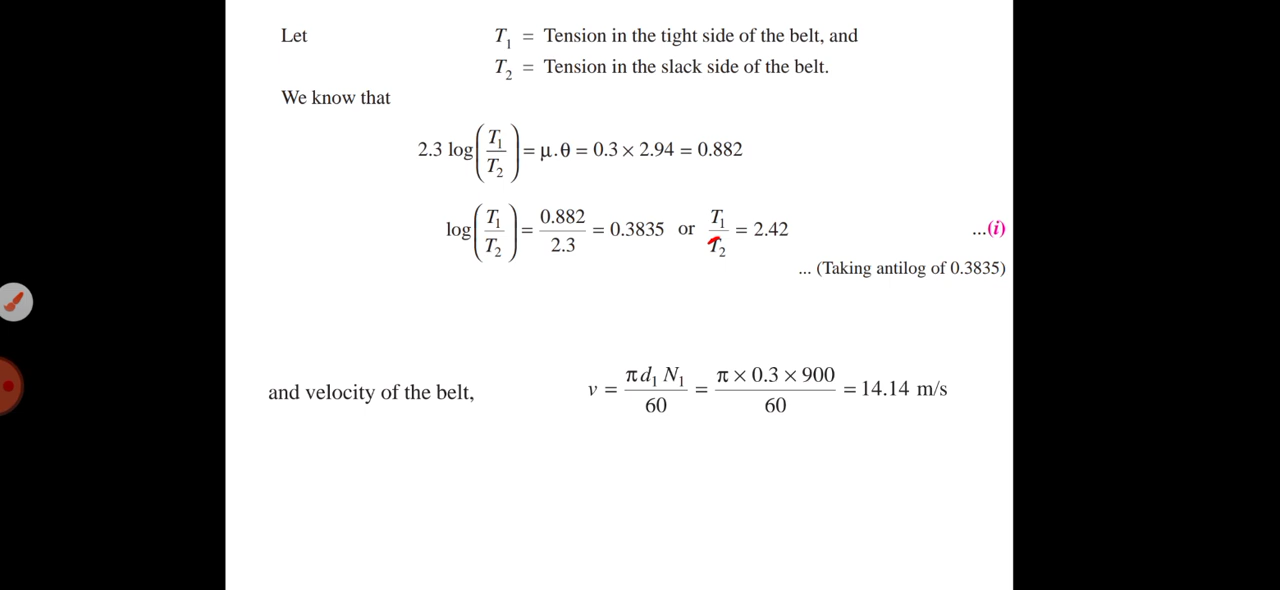 Let T₁ = Tension in the tight side of the belt, and
T₂ = Tension in the slack side of the belt.
We know that
2.3 log(T₁/T₂) = μ.θ = 0.3 × 2.94 = 0.882
log(T₁/T₂) = 0.882/2.3 = 0.3835 or T₁/T₂ = 2.42 ...(i)
... (Taking antilog of 0.3835)
and velocity of the belt, v = πd₁ N₁/60 = π × 0.3 × 900/60 = 14.14 m/s